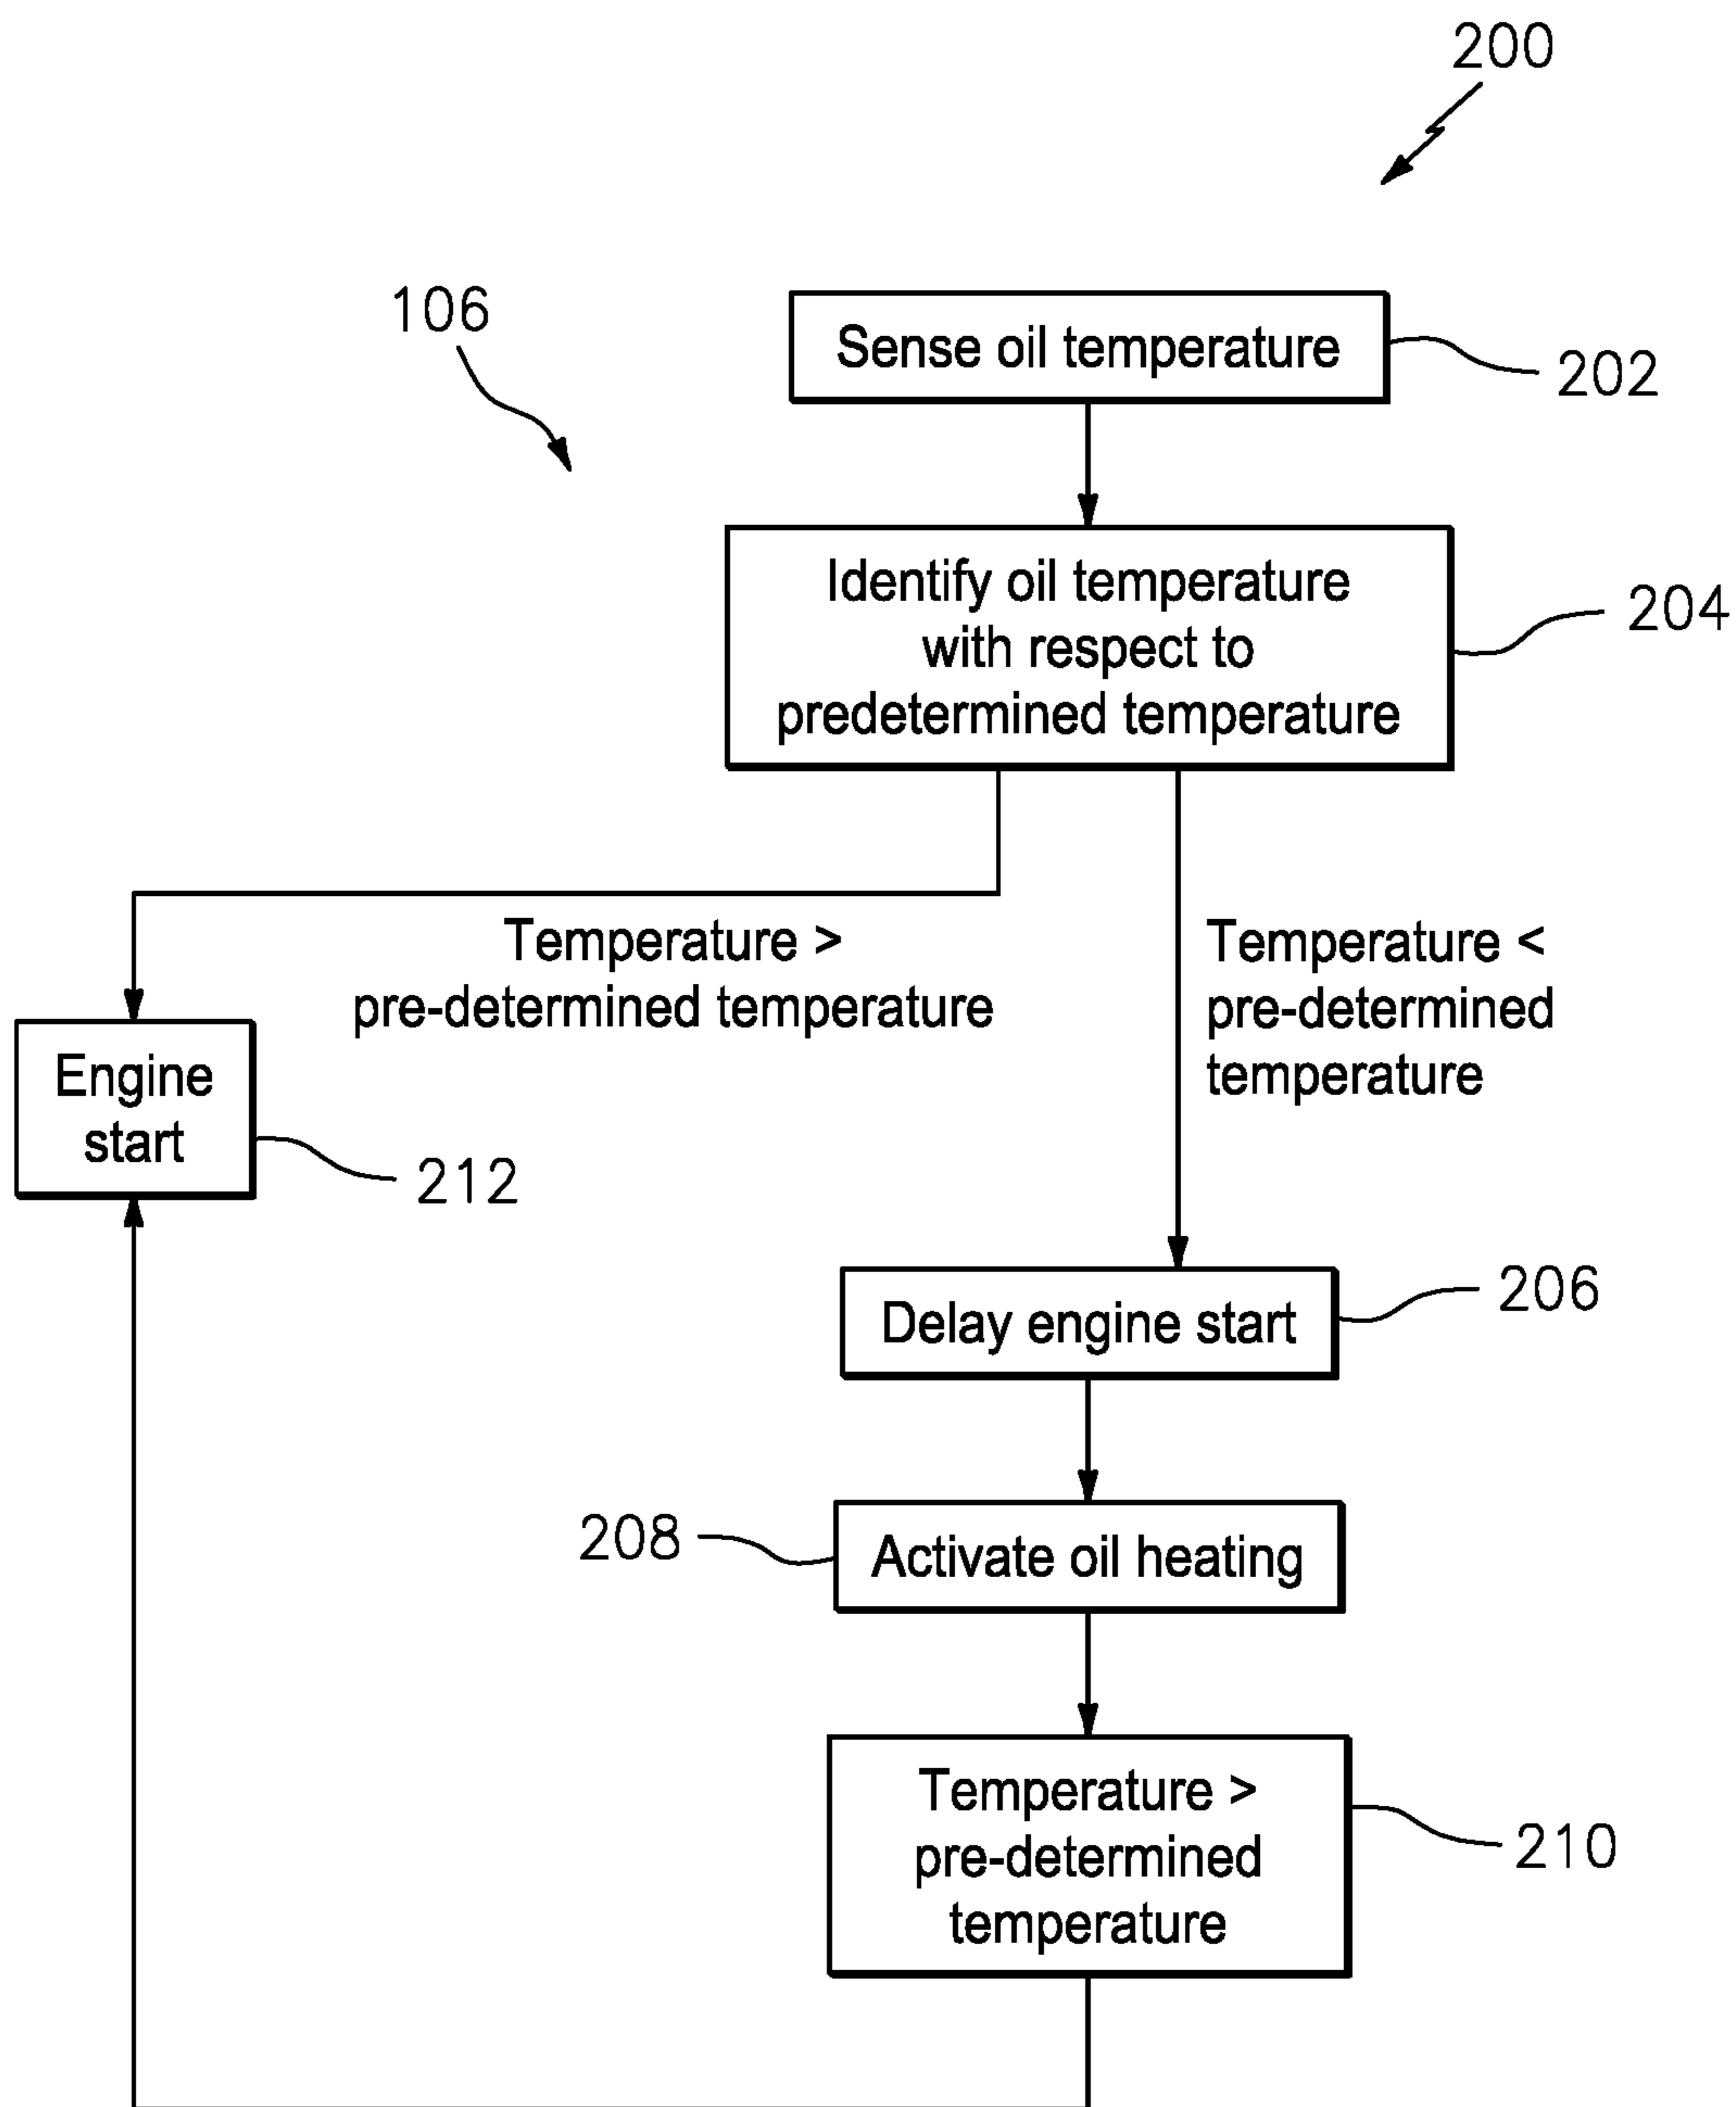 200
106
Sense oil temperature
202
Identify oil temperature
with respect to
predetermined temperature
204
Temperature >
pre-determined temperature
Temperature <
pre-determined
temperature
Engine
start
212
Delay engine start
206
208
Activate oil heating
Temperature >
pre-determined
temperature
210